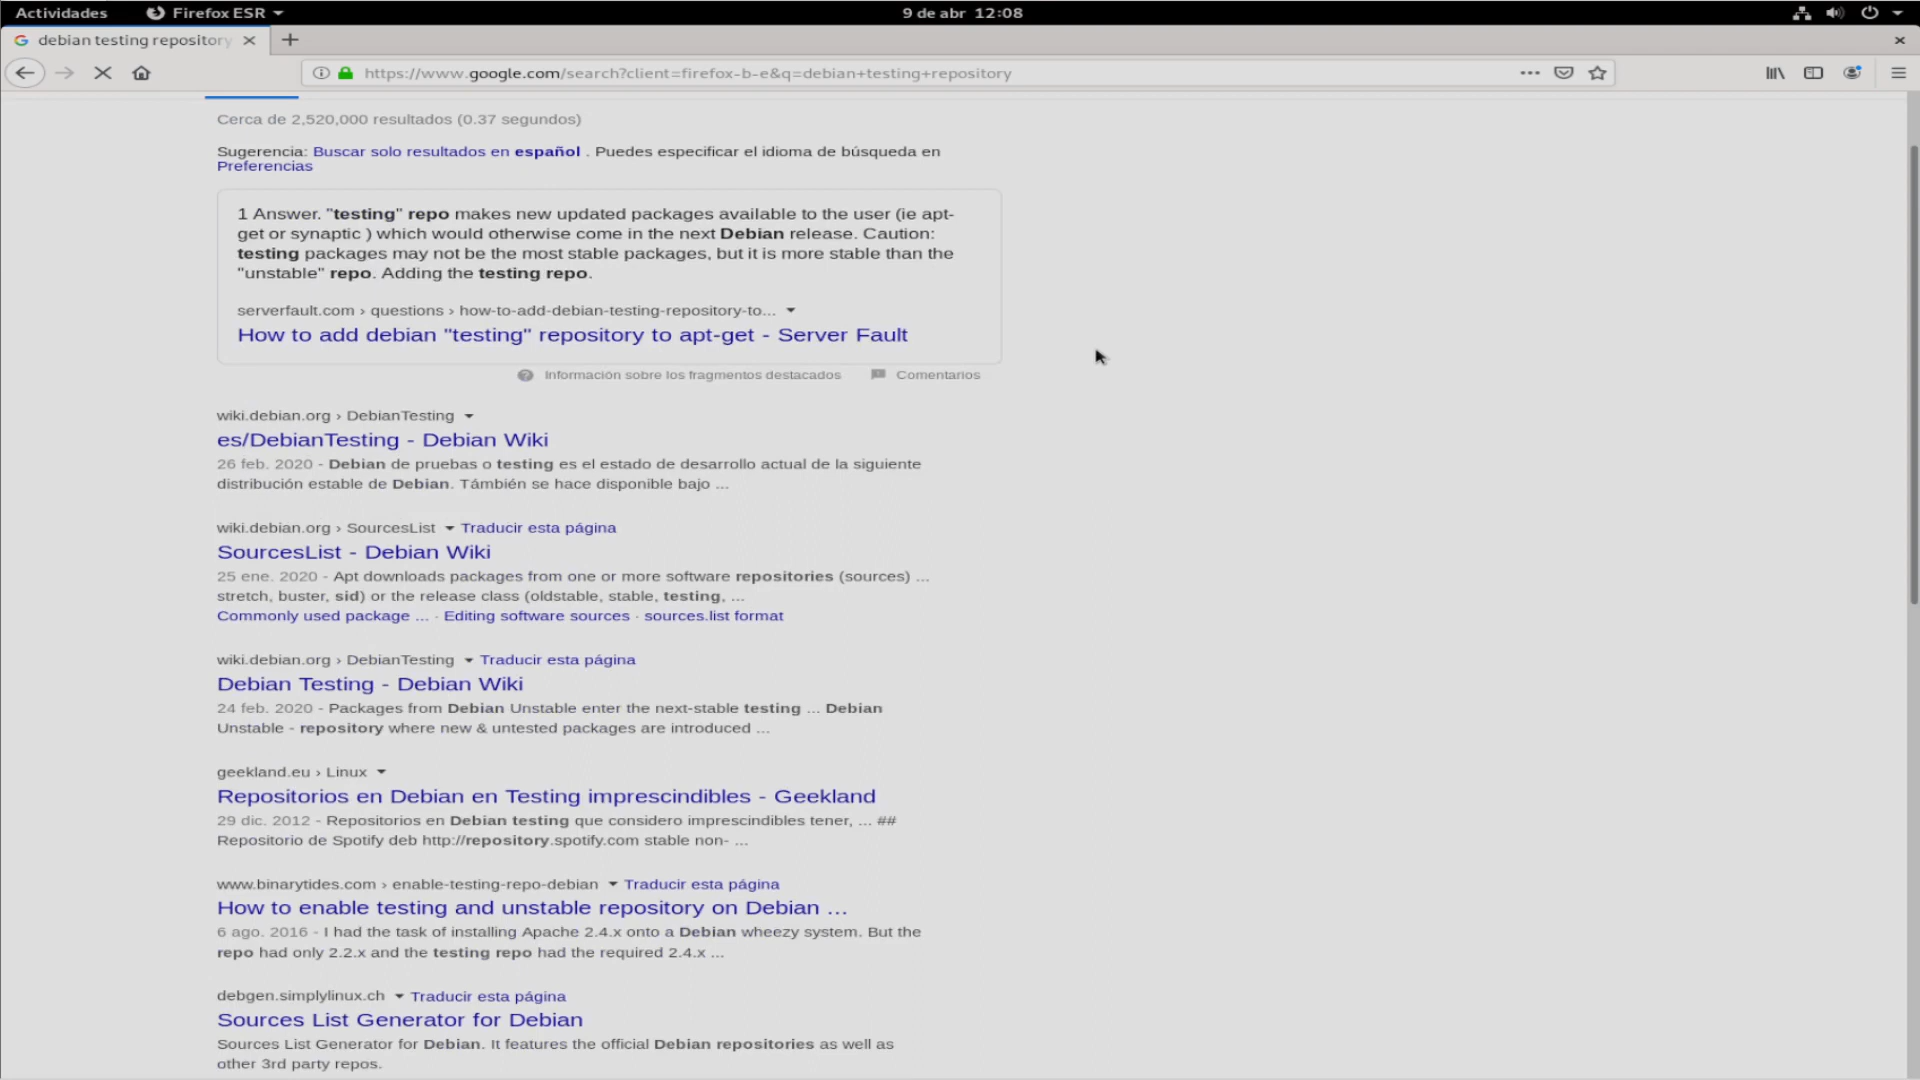 Actividades Firefox ESR 9 de abr 12:08
debian testing repository
https://www.google.com/search?client=firefox-b-e&q=debian+testing+repository
Cerca de 2,520,000 resultados (0.37 segundos)
Sugerencia: Buscar solo resultados en español . Puedes especificar el idioma de búsqueda en
Preferencias
1 Answer. "testing" repo makes new updated packages available to the user (ie apt-
get or synaptic ) which would otherwise come in the next Debian release. Caution:
testing packages may not be the most stable packages, but it is more stable than the
"unstable" repo. Adding the testing repo.
serverfault.com › questions › how-to-add-debian-testing-repository-to...
How to add debian "testing" repository to apt-get - Server Fault
Información sobre los fragmentos destacados Comentarios
wiki.debian.org › DebianTesting
es/DebianTesting - Debian Wiki
26 feb. 2020 - Debian de pruebas o testing es el estado de desarrollo actual de la siguiente
distribución estable de Debian. Támbién se hace disponible bajo ...
wiki.debian.org › SourcesList Traducir esta página
SourcesList - Debian Wiki
25 ene. 2020 - Apt downloads packages from one or more software repositories (sources) ...
stretch, buster, sid) or the release class (oldstable, stable, testing, ...
Commonly used package ... · Editing software sources · sources.list format
wiki.debian.org › DebianTesting Traducir esta página
Debian Testing - Debian Wiki
24 feb. 2020 - Packages from Debian Unstable enter the next-stable testing ... Debian
Unstable - repository where new & untested packages are introduced ...
geekland.eu › Linux
Repositorios en Debian en Testing imprescindibles - Geekland
29 dic. 2012 - Repositorios en Debian testing que considero imprescindibles tener, ... ##
Repositorio de Spotify deb http://repository.spotify.com stable non- ...
www.binarytides.com › enable-testing-repo-debian Traducir esta página
How to enable testing and unstable repository on Debian ...
6 ago. 2016 - I had the task of installing Apache 2.4.x onto a Debian wheezy system. But the
repo had only 2.2.x and the testing repo had the required 2.4.x ...
debgen.simplylinux.ch Traducir esta página
Sources List Generator for Debian
Sources List Generator for Debian. It features the official Debian repositories as well as
other 3rd party repos.